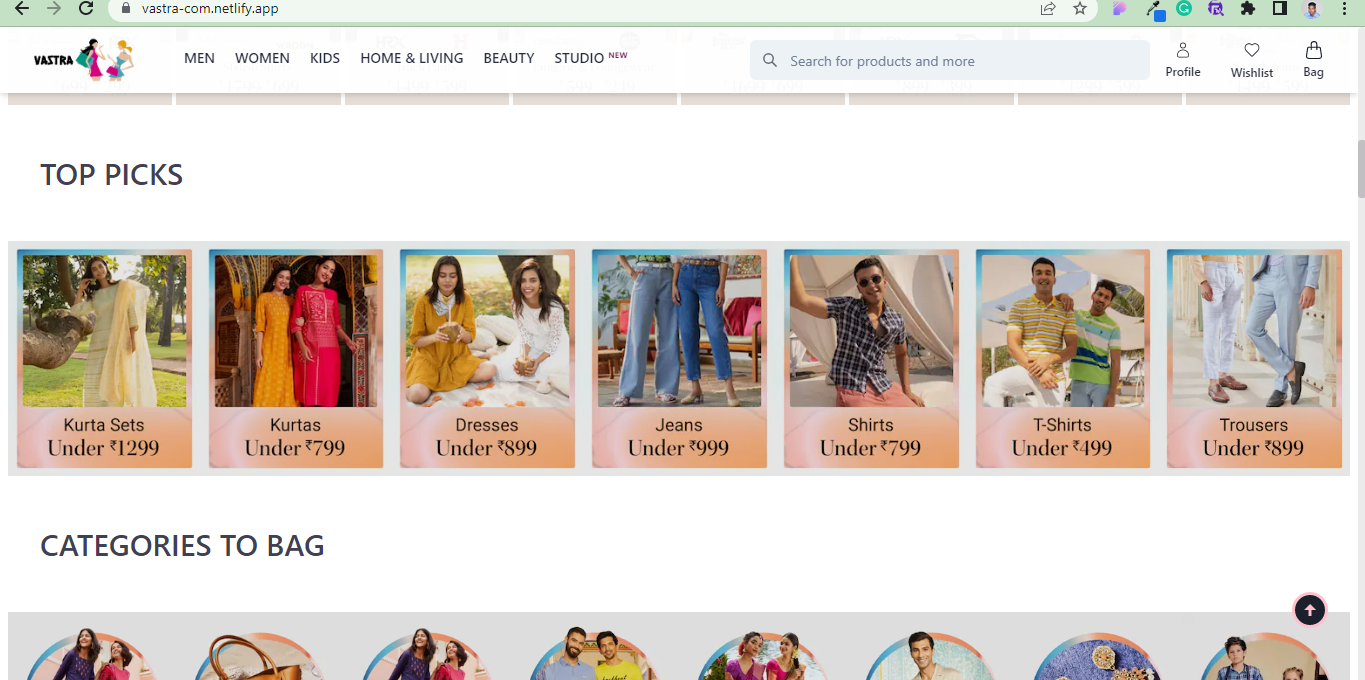 vastra-com.netlify.app
VASTRA
MEN WOMEN KIDS HOME & LIVING BEAUTY STUDIO NEW
Search for products and more
Profile Wishlist Bag
TOP PICKS
Kurta Sets
Under ₹1299
Kurtas
Under ₹799
Dresses
Under ₹899
Jeans
Under ₹999
Shirts
Under ₹799
T-Shirts
Under ₹499
Trousers
Under ₹899
CATEGORIES TO BAG